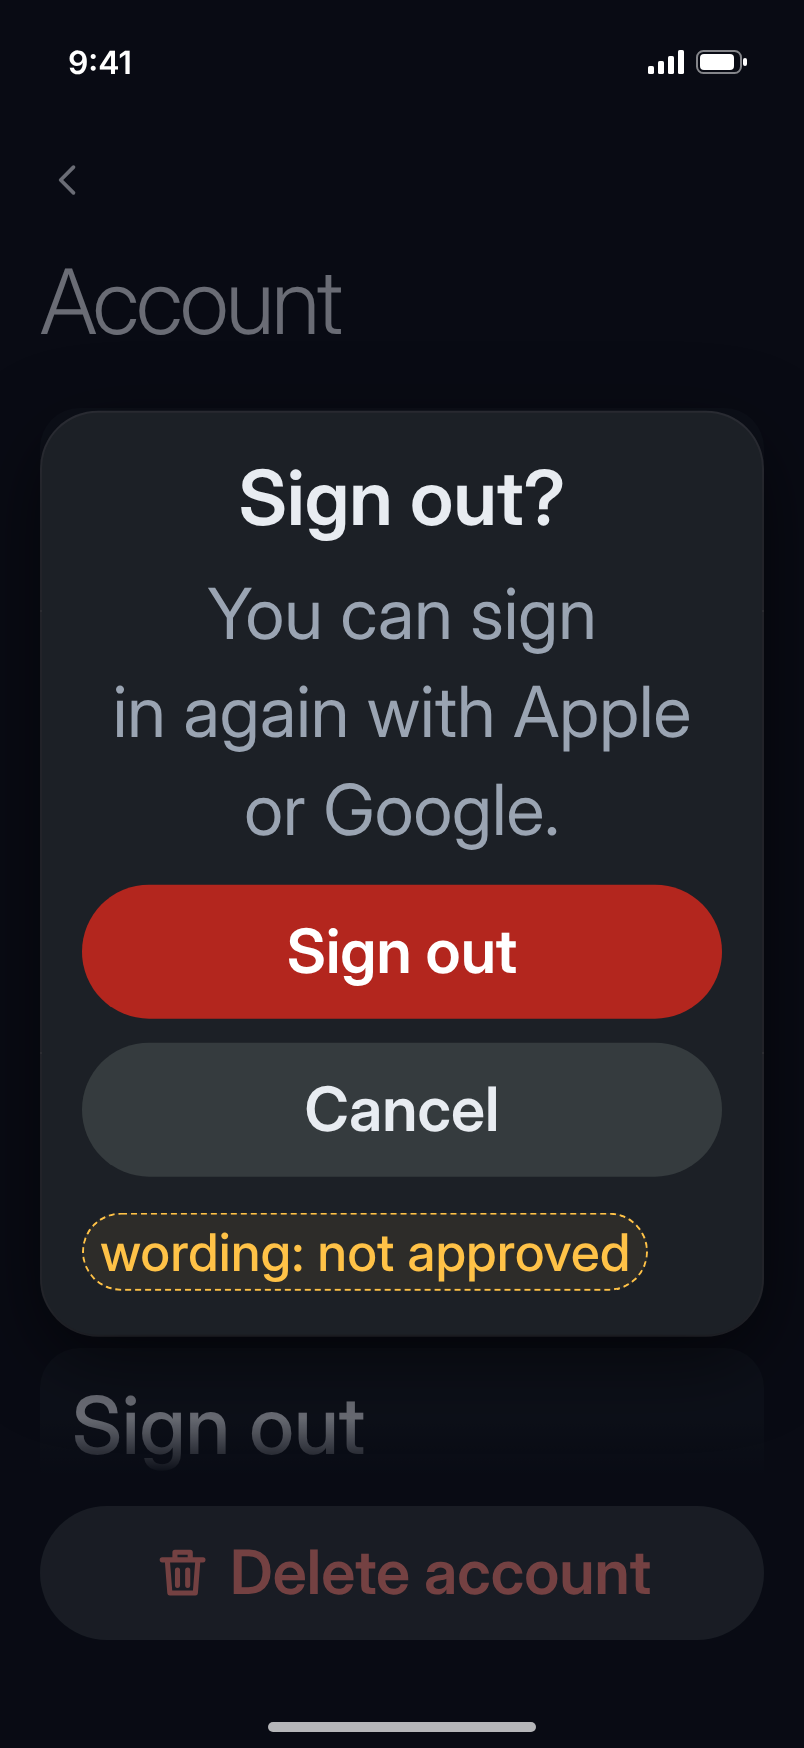 9:41
Account
Sign out?
You can sign
in again with Apple
or Google.
Sign out
Cancel
wording: not approved
Sign out
Delete account